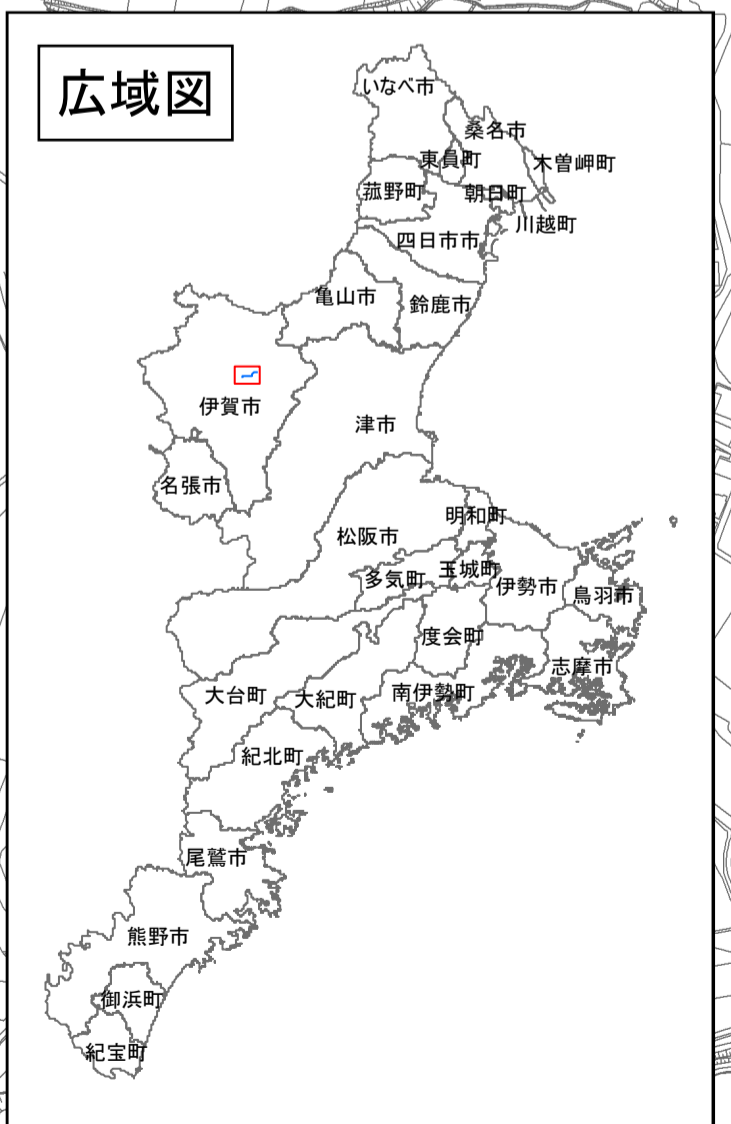 広域図
いなべ市
桑名市
東員町
木曽岬町
菰野町
朝日町
川越町
四日市市
亀山市
鈴鹿市
伊賀市
津市
名張市
明和町
松阪市
多気町
玉城町
伊勢市
鳥羽市
度会町
志摩市
大台町
大紀町
南伊勢町
紀北町
尾鷲市
熊野市
御浜町
紀宝町